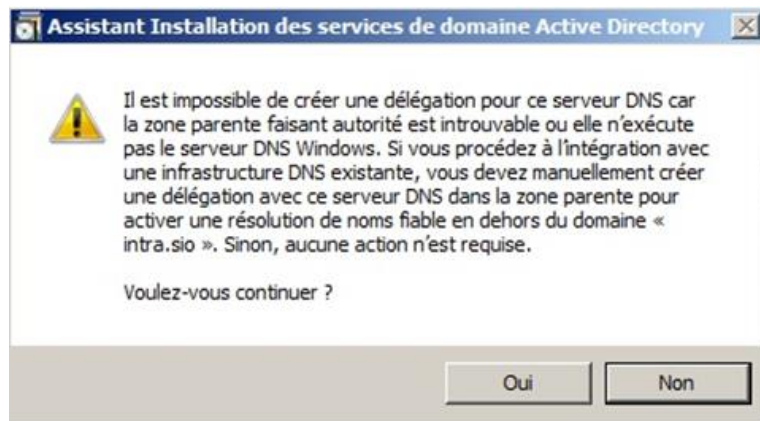 Assistant Installation des services de domaine Active Directory
Il est impossible de créer une délégation pour ce serveur DNS car
la zone parente faisant autorité est introuvable ou elle n’exécute
pas le serveur DNS Windows. Si vous procédez à l’intégration avec
une infrastructure DNS existante, vous devez manuellement créer
une délégation avec ce serveur DNS dans la zone parente pour
activer une résolution de noms fiable en dehors du domaine «
intra.sio ». Sinon, aucune action n’est requise.
Voulez-vous continuer ?
Oui
Non